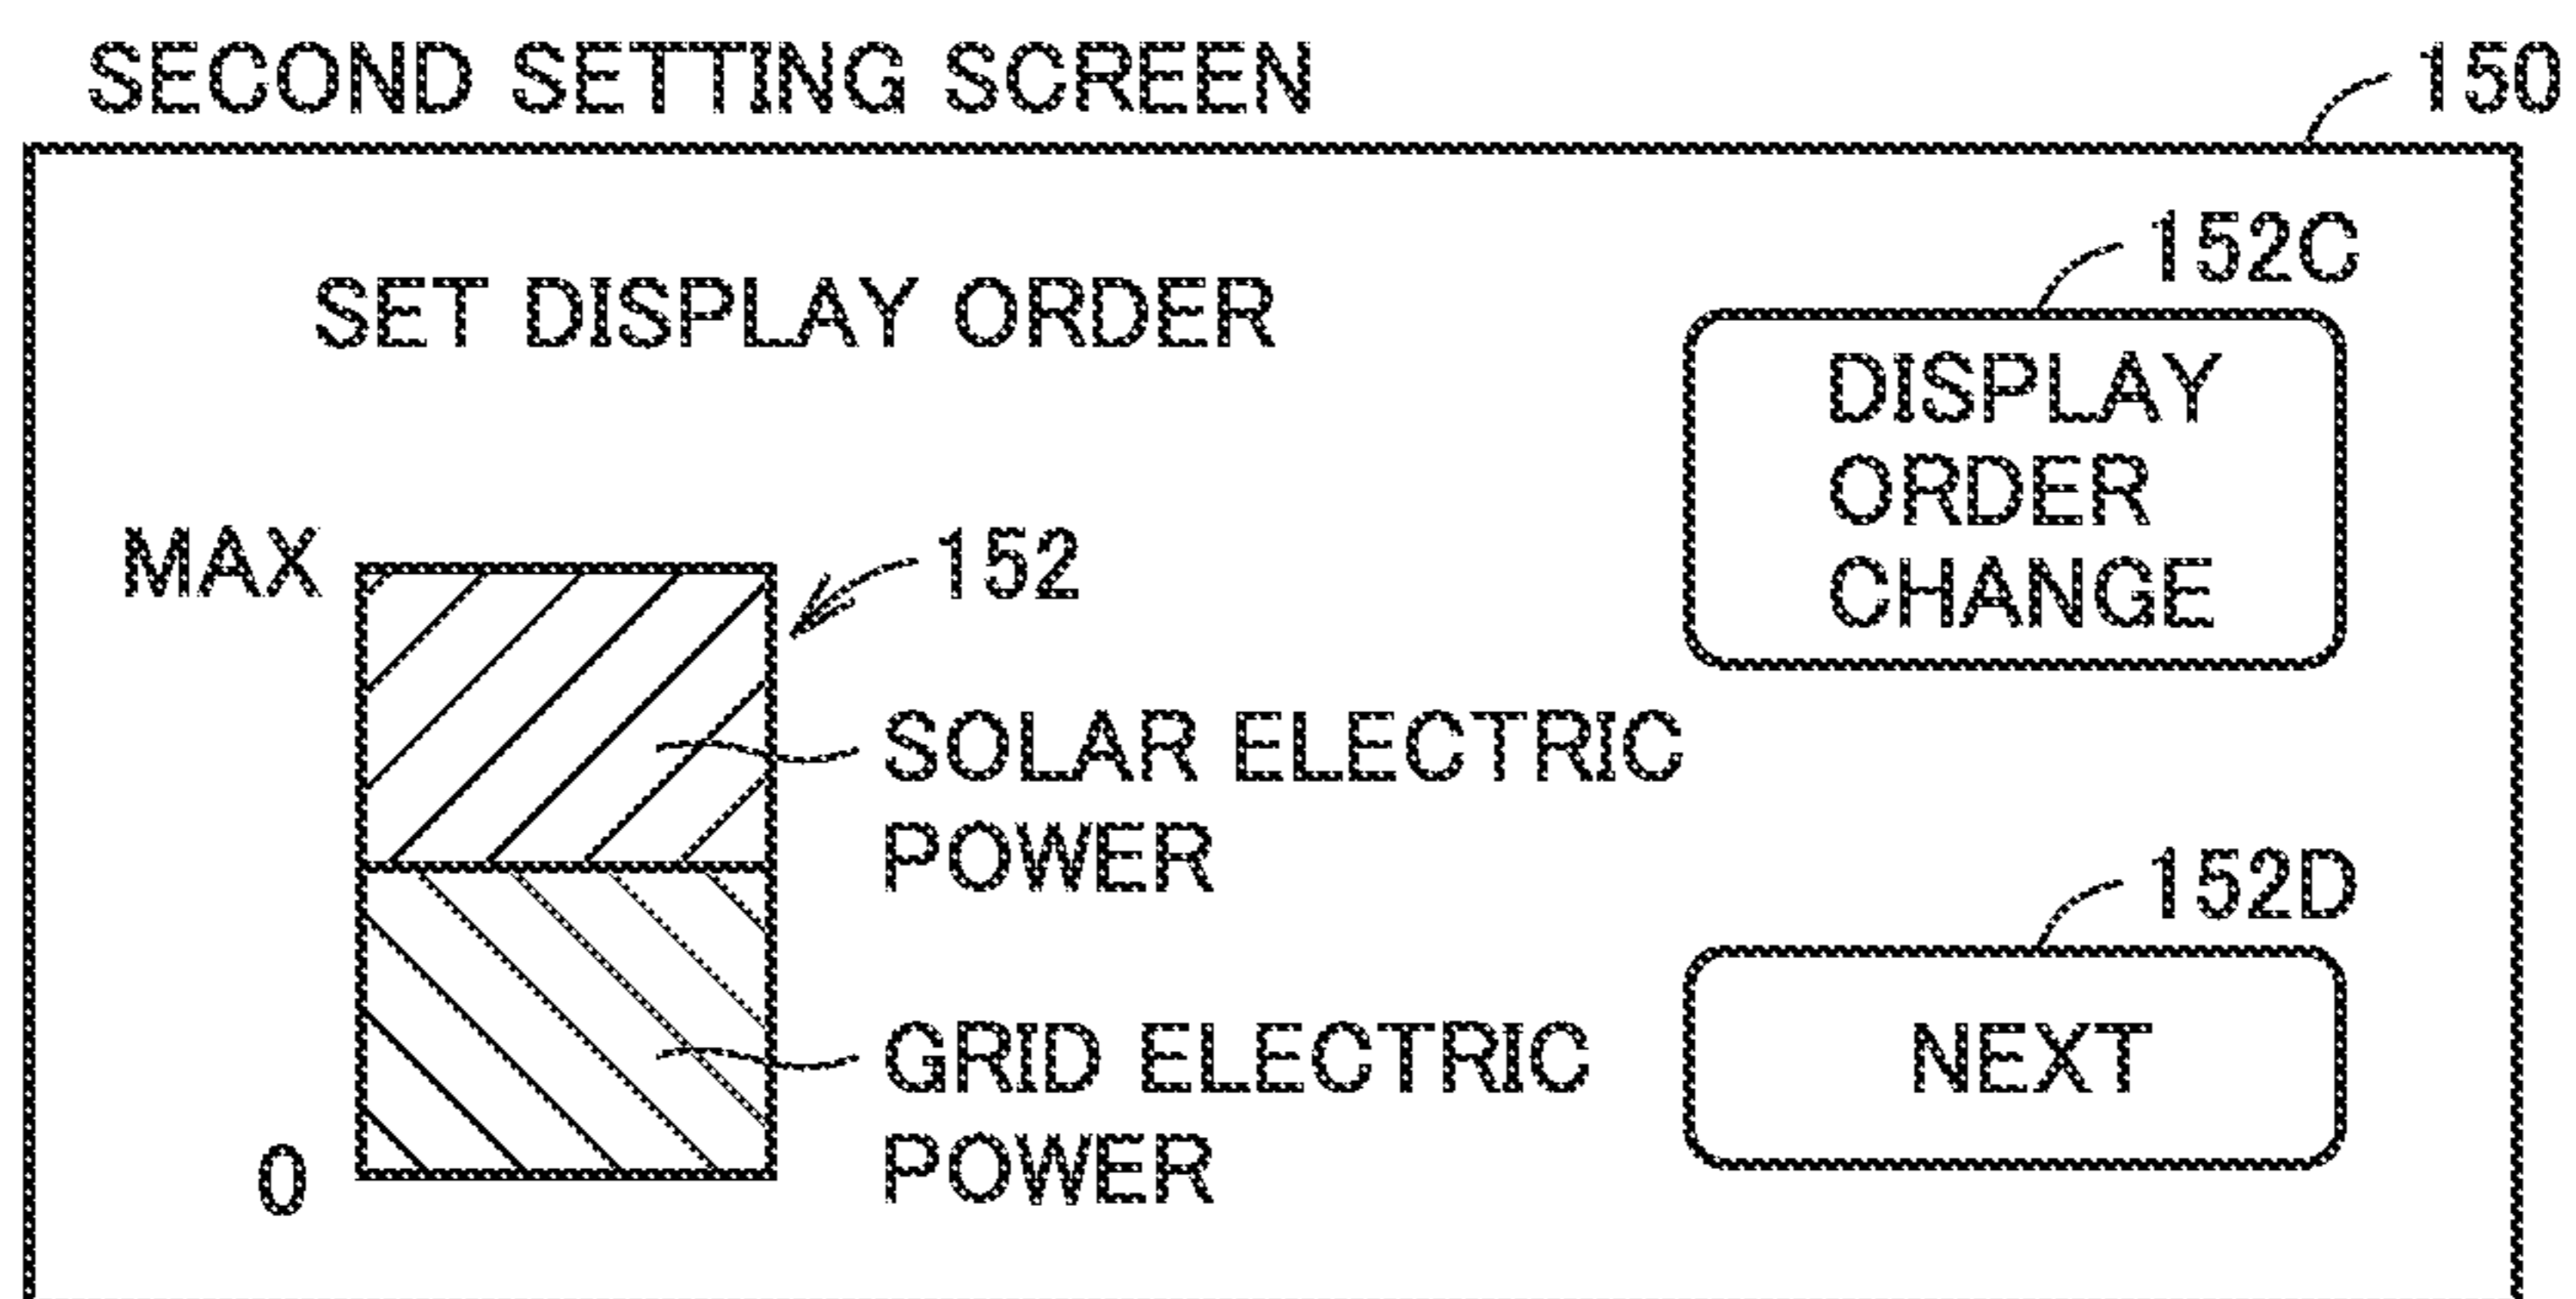 SECOND SETTING SCREEN
150
SET DISPLAY ORDER
152C
DISPLAY
ORDER
CHANGE
MAX
152
SOLAR ELECTRIC
POWER
152D
GRID ELECTRIC
POWER
NEXT
0